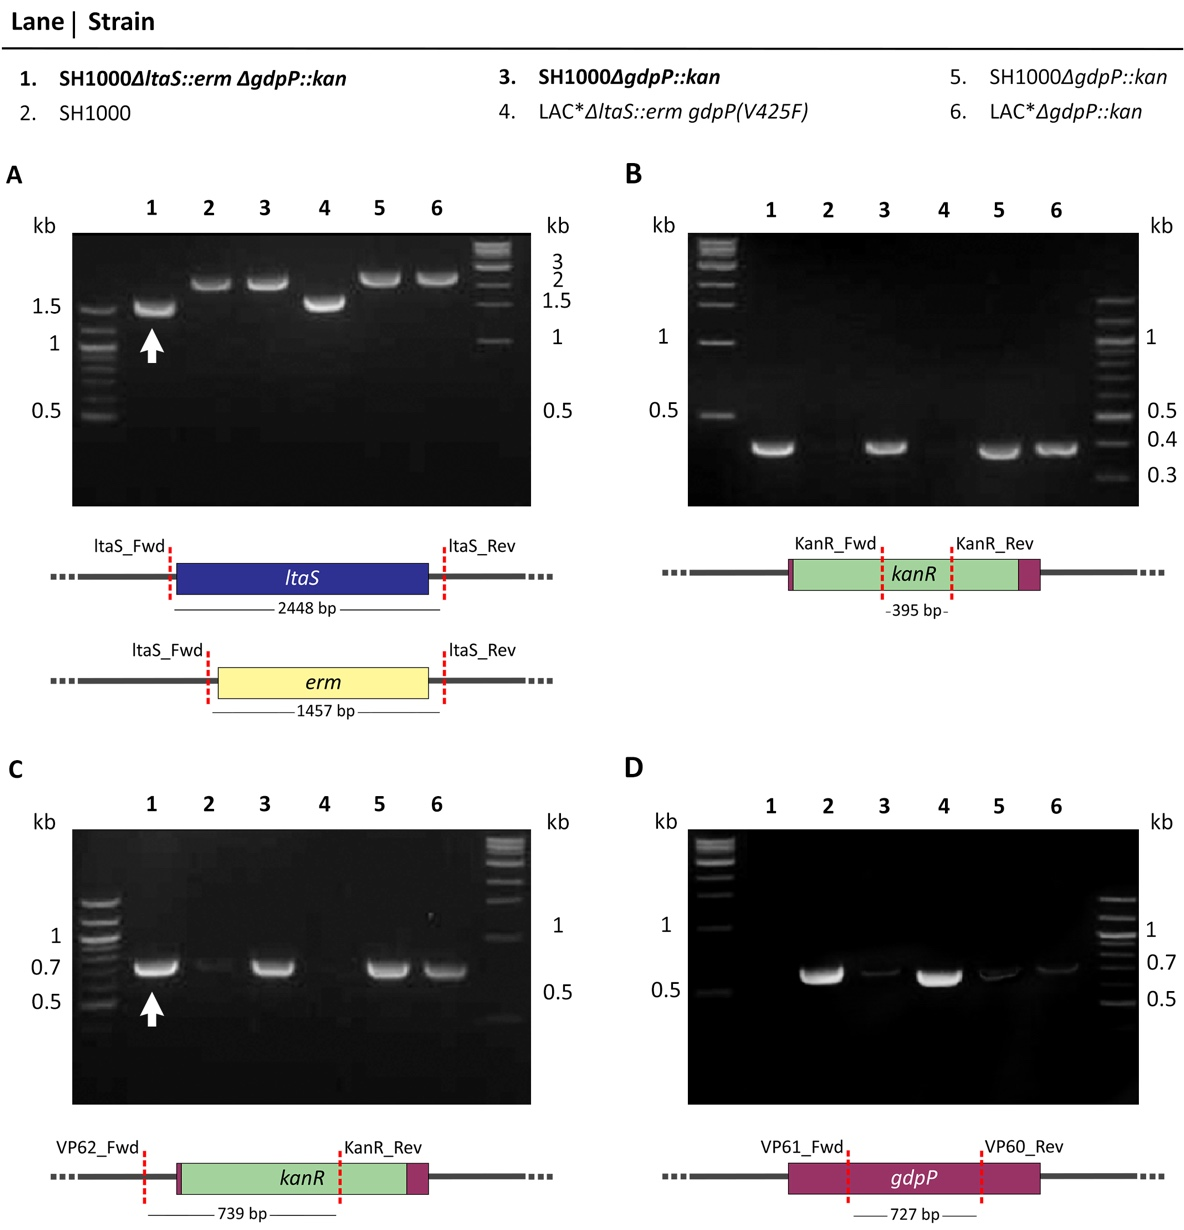 Lane | Strain
1. SH1000ΔltaS::erm ΔgdpP::kan
2. SH1000
3. SH1000ΔgdpP::kan
4. LAC*ΔltaS::erm gdpP(V425F)
5. SH1000ΔgdpP::kan
6. LAC*ΔgdpP::kan
A
1 2 3 4 5 6
kb kb
3
2
1.5 1.5
1 1
0.5 0.5
ltaS_Fwd ltaS_Rev
ltaS
2448 bp
ltaS_Fwd ltaS_Rev
erm
1457 bp
B
1 2 3 4 5 6
kb kb
1 1
0.5 0.5
0.4
0.3
KanR_Fwd KanR_Rev
kanR
395 bp
C
1 2 3 4 5 6
kb kb
1 1
0.7
0.5 0.5
VP62_Fwd KanR_Rev
kanR
739 bp
D
1 2 3 4 5 6
kb kb
1 1
0.7
0.5 0.5
VP61_Fwd VP60_Rev
gdpP
727 bp